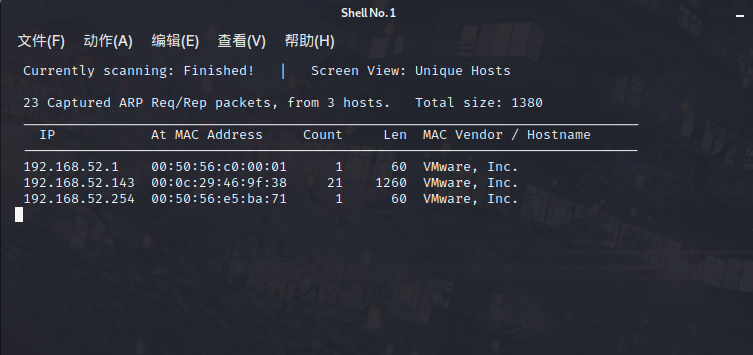 Shell No. 1
文件(F) 动作(A) 编辑(E) 查看(V) 帮助(H)
Currently scanning: Finished! | Screen View: Unique Hosts
23 Captured ARP Req/Rep packets, from 3 hosts. Total size: 1380
IP At MAC Address Count Len MAC Vendor / Hostname
192.168.52.1 00:50:56:c0:00:01 1 60 VMware, Inc.
192.168.52.143 00:0c:29:46:9f:38 21 1260 VMware, Inc.
192.168.52.254 00:50:56:e5:ba:71 1 60 VMware, Inc.